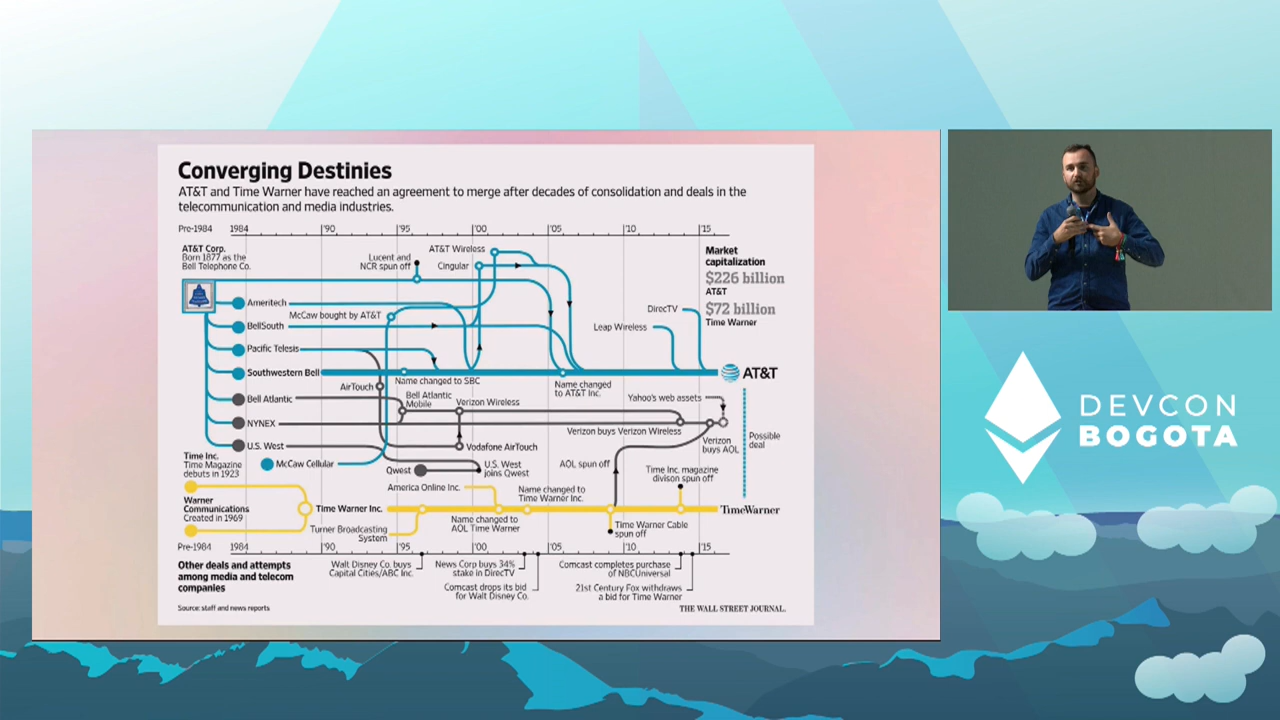 Converging Destinies
AT&T and Time Warner have reached an agreement to merge after decades of consolidation and deals in the
telecommunication and media industries.
Pre-1984 1984 '90 '95 '00 '05 '10 '15
AT&T Corp.
Born 1877 as the
Bell Telephone Co.
Lucent and
NCR spun off
AT&T Wireless
Cingular
Market
capitalization
$226 billion
AT&T
$72 billion
Time Warner
Ameritech
McCaw bought by AT&T
DirecTV
BellSouth
Leap Wireless
Pacific Telesis
Southwestern Bell
AT&T
Name changed to SBC
Name changed
to AT&T Inc.
AirTouch
Bell Atlantic
Bell Atlantic
Mobile
Verizon Wireless
Yahoo's web assets
NYNEX
Verizon buys Verizon Wireless
Possible
deal
U.S. West
Vodafone AirTouch
Verizon
buys AOL
Time Inc.
Time Magazine
debuts in 1923
McCaw Cellular
Qwest
U.S. West
joins Qwest
AOL spun off
Time Inc. magazine
divison spun off
America Online Inc.
Name changed to
Time Warner Inc.
Warner
Communications
Created in 1969
Time Warner Inc.
TimeWarner
Turner Broadcasting
System
Name changed to
AOL Time Warner
Time Warner Cable
spun off
Pre-1984 1984 '90 '95 '00 '05 '10 '15
Other deals and attempts
among media and telecom
companies
Walt Disney Co. buys
Capital Cities/ABC Inc.
News Corp buys 34%
stake in DirecTV
Comcast drops its bid
for Walt Disney Co.
Comcast completes purchase
of NBCUniversal
21st Century Fox withdraws
a bid for Time Warner
Source: staff and news reports
THE WALL STREET JOURNAL.
DEVCON
BOGOTA